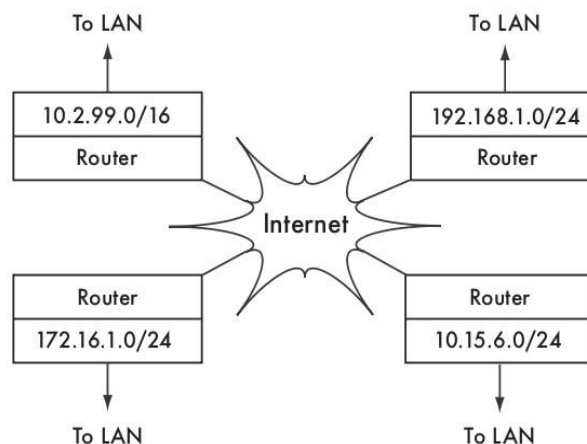 To LAN
To LAN
10.2.99.0/16
192.168.1.0/24
Router
Router
Internet
Router
Router
172.16.1.0/24
10.15.6.0/24
To LAN
To LAN